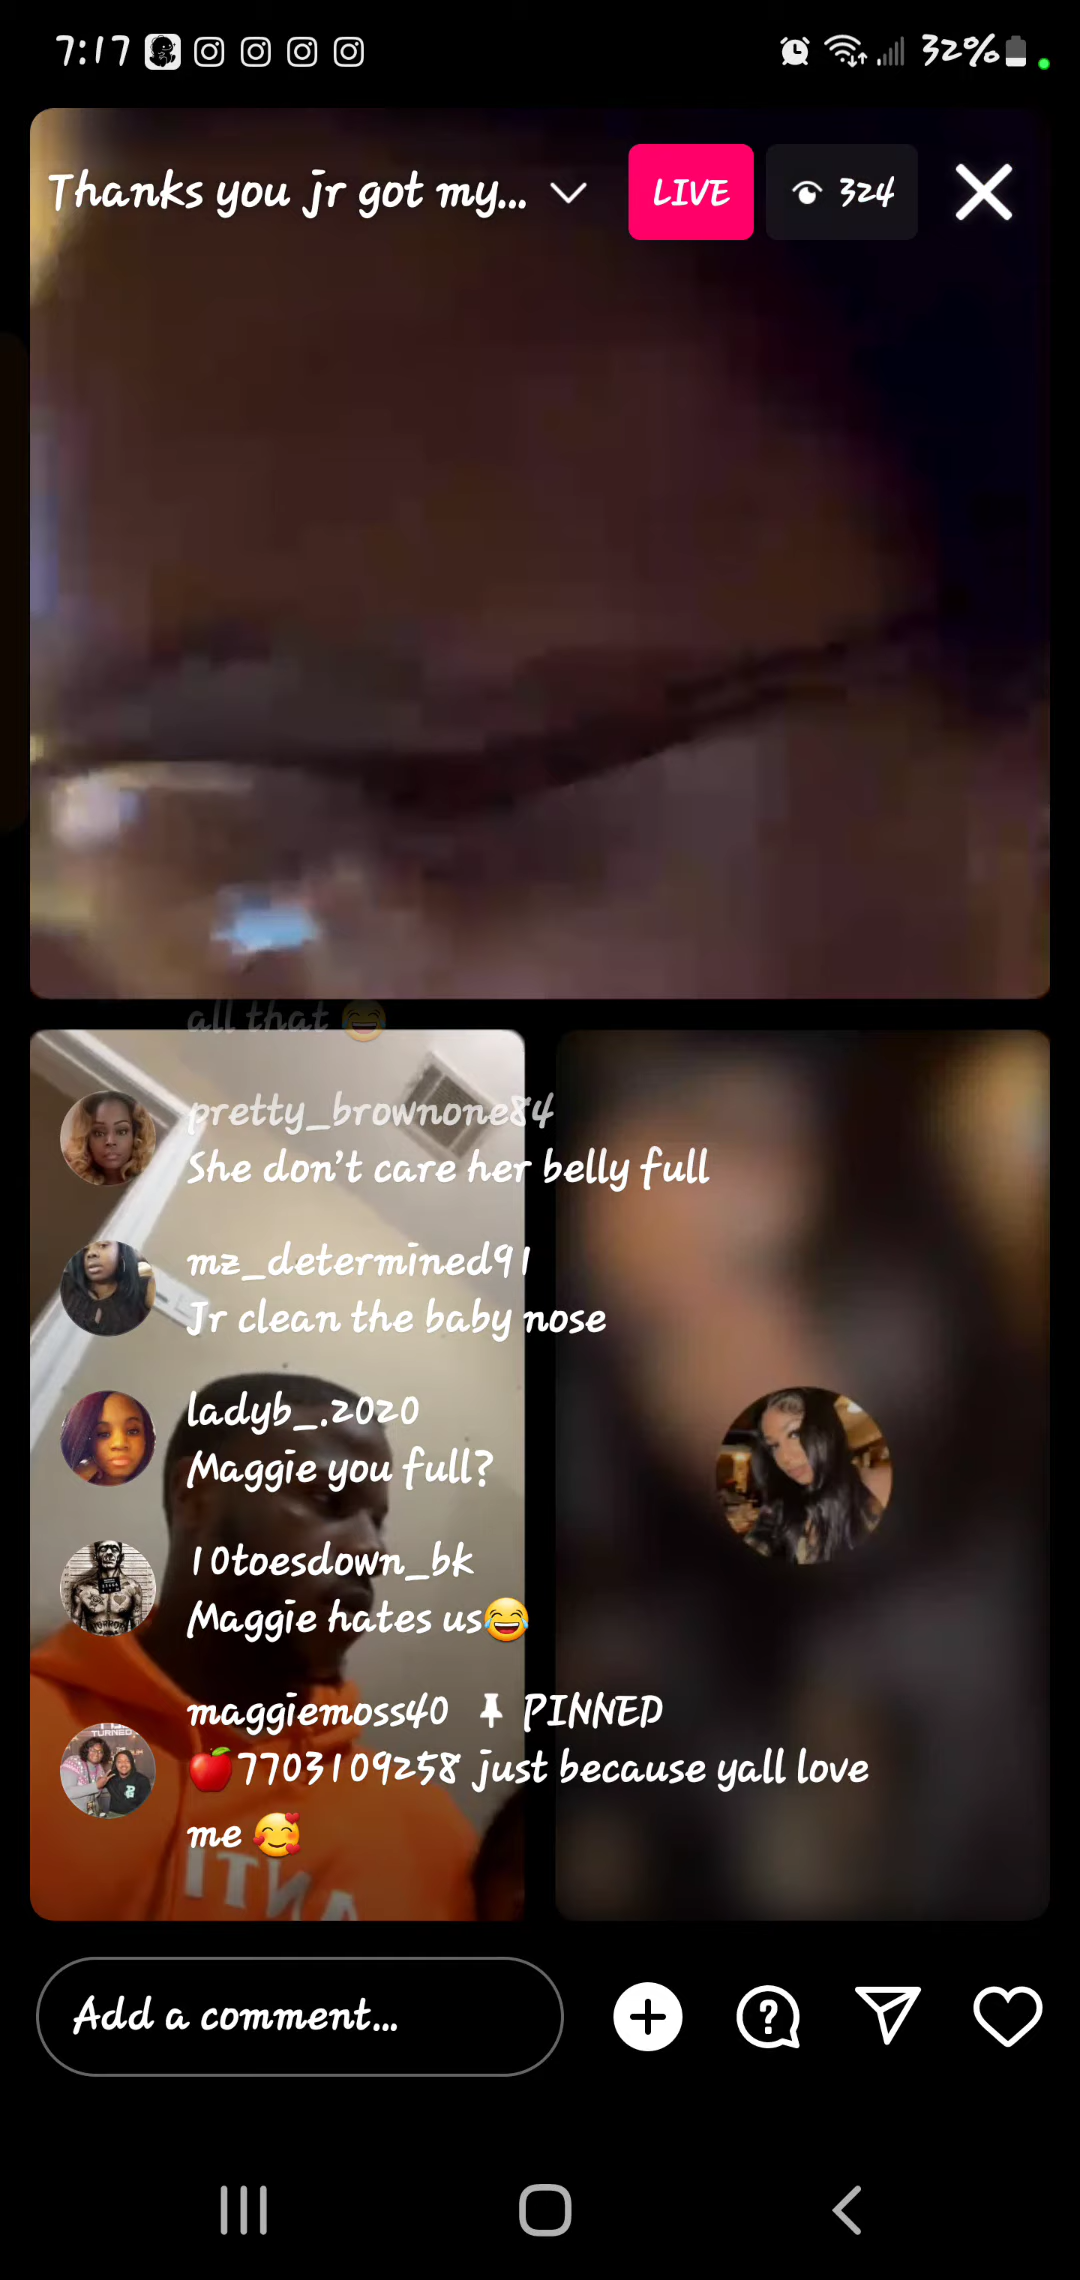 7:17
32%
Thanks you jr got my...
LIVE
324
all that 😂
pretty_brownone84
She don't care her belly full
mz_determined91
Jr clean the baby nose
ladyb_.2020
Maggie you full?
10toesdown_bk
Maggie hates us😂
maggiemoss40 PINNED
🍎7703109258 just because yall love
me 🥰
Add a comment...